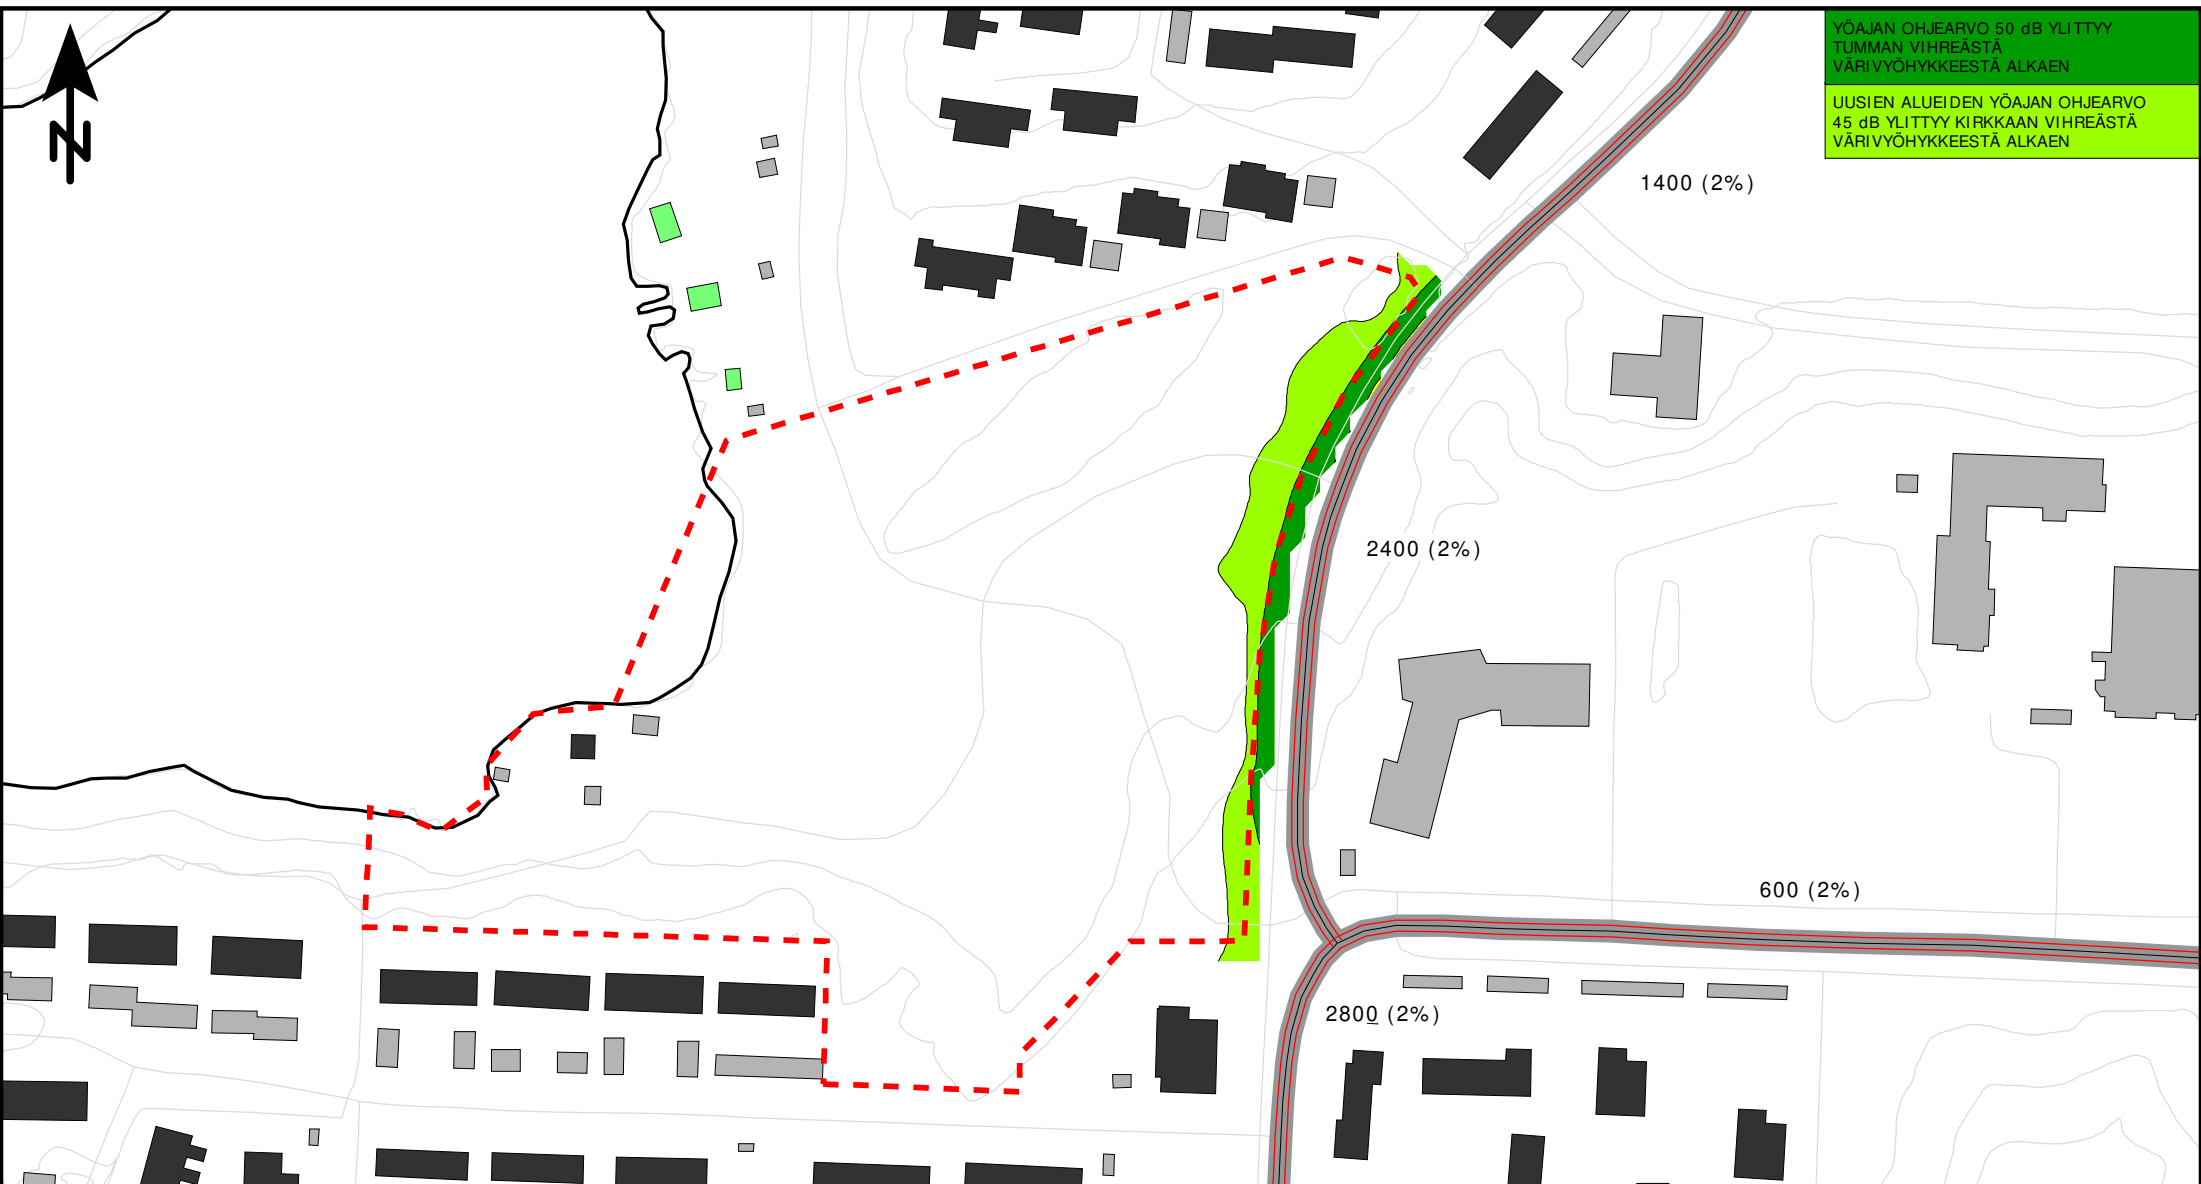 N
YÖAJAN OHJEARVO 50 dB YLITTYY
TUMMAN VIHREÄSTÄ
VÄRIVYÖHYKKEESTÄ ALKAEN
UUSIEN ALUEIDEN YÖAJAN OHJEARVO
45 dB YLITTYY KIRKKAAN VIHREÄSTÄ
VÄRIVYÖHYKKEESTÄ ALKAEN
1400 (2%)
2400 (2%)
600 (2%)
2800 (2%)